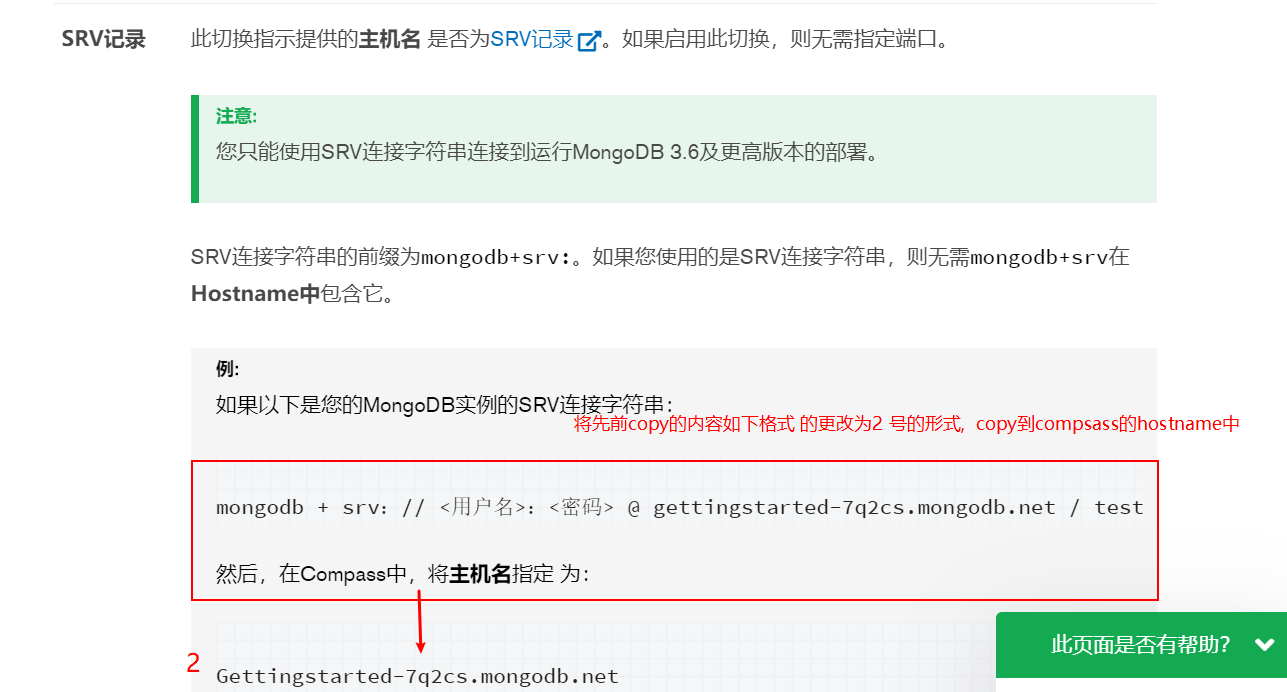 SRV记录 此切换指示提供的主机名 是否为SRV记录。如果启用此切换，则无需指定端口。
注意:
您只能使用SRV连接字符串连接到运行MongoDB 3.6及更高版本的部署。
SRV连接字符串的前缀为mongodb+srv:。如果您使用的是SRV连接字符串，则无需mongodb+srv在
Hostname中包含它。
例:
如果以下是您的MongoDB实例的SRV连接字符串：
将先前copy的内容如下格式 的更改为2 号的形式，copy到compsass的hostname中
mongodb + srv：// <用户名>：<密码> @ gettingstarted-7q2cs.mongodb.net / test
然后，在Compass中，将主机名指定 为：
2
Gettingstarted-7q2cs.mongodb.net
此页面是否有帮助？